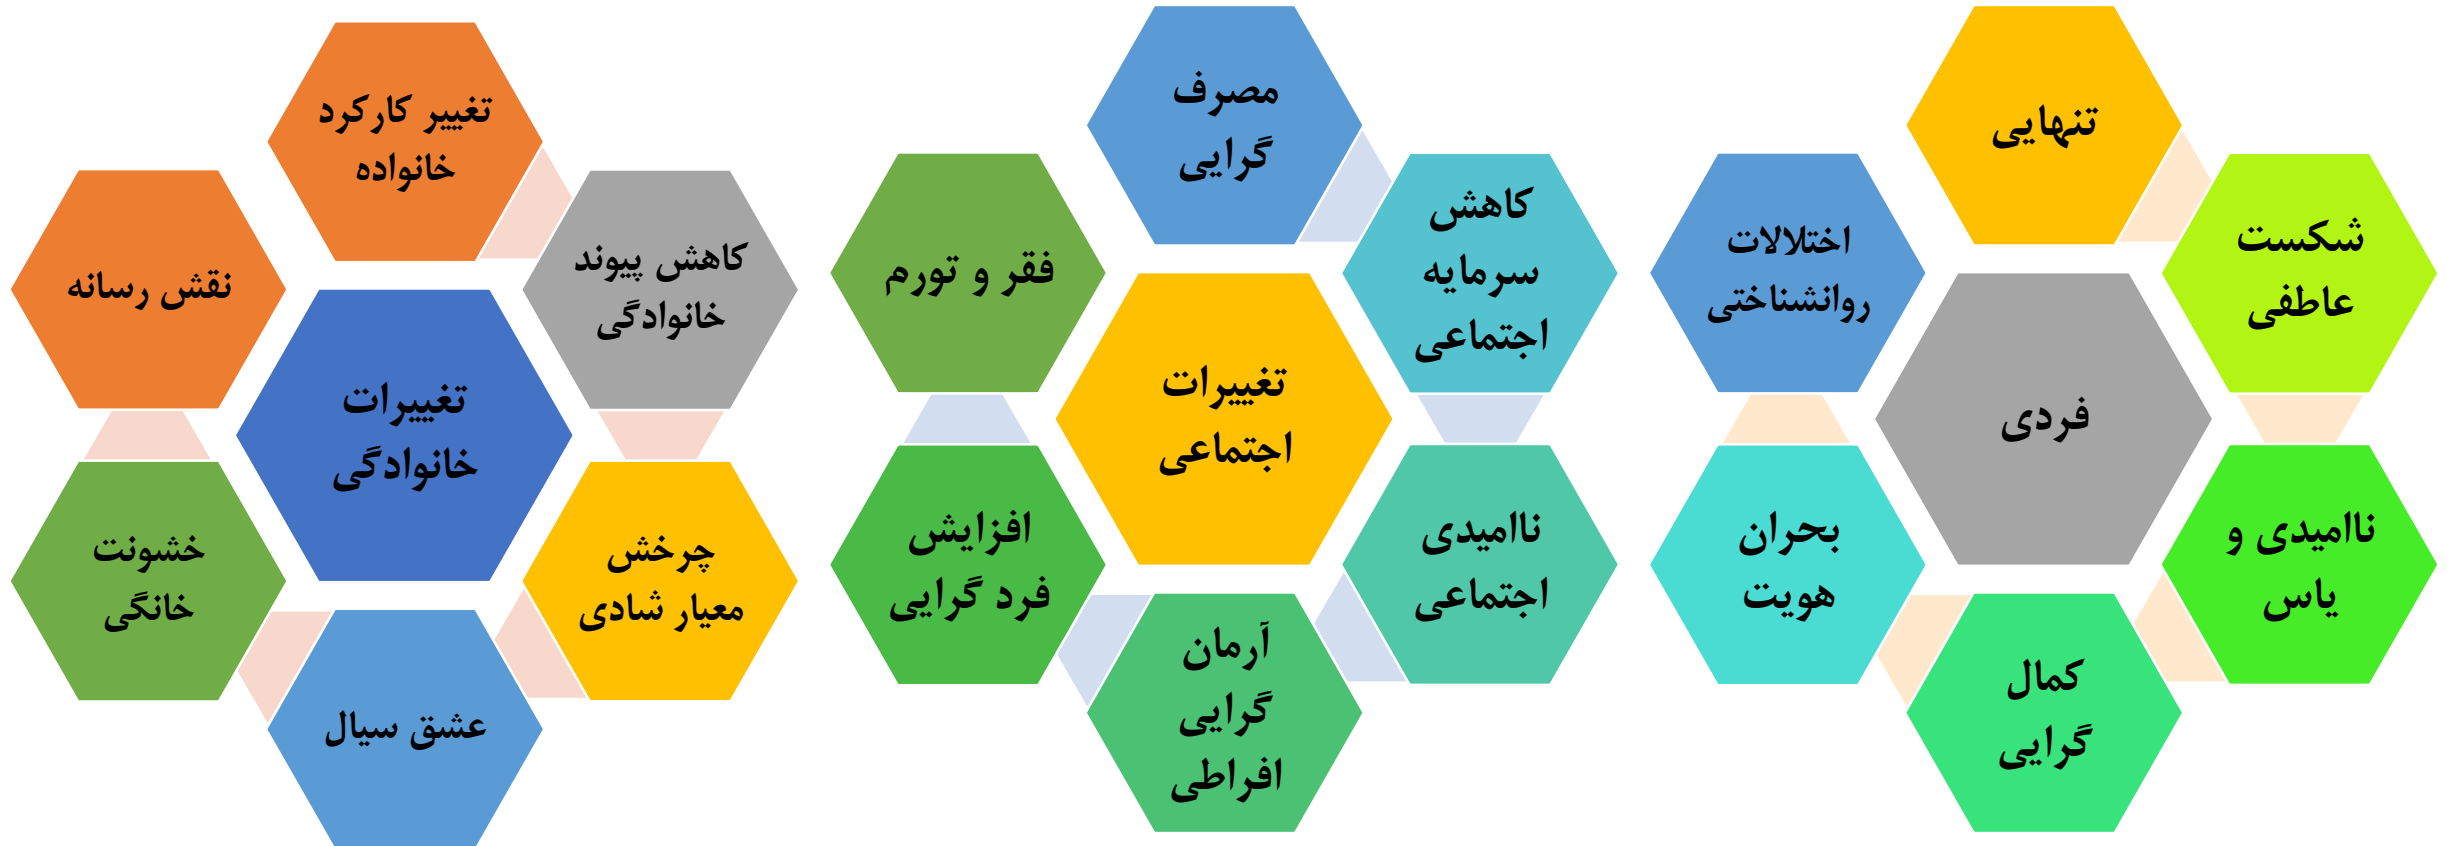 تنهایی
شکست
عاطفی
ناامیدی و
یاس
کمال
گرایی
بحران
هویت
اختلالات
روانشناختی
فردی
مصرف
گرایی
کاهش
سرمایه
اجتماعی
ناامیدی
اجتماعی
آرمان
گرایی
افراطی
افزایش
فرد گرایی
فقر و تورم
تغییرات
اجتماعی
تغییر کارکرد
خانواده
کاهش پیوند
خانوادگی
چرخش
معیار شادی
عشق سیال
خشونت
خانگی
نقش رسانه
تغییرات
خانوادگی